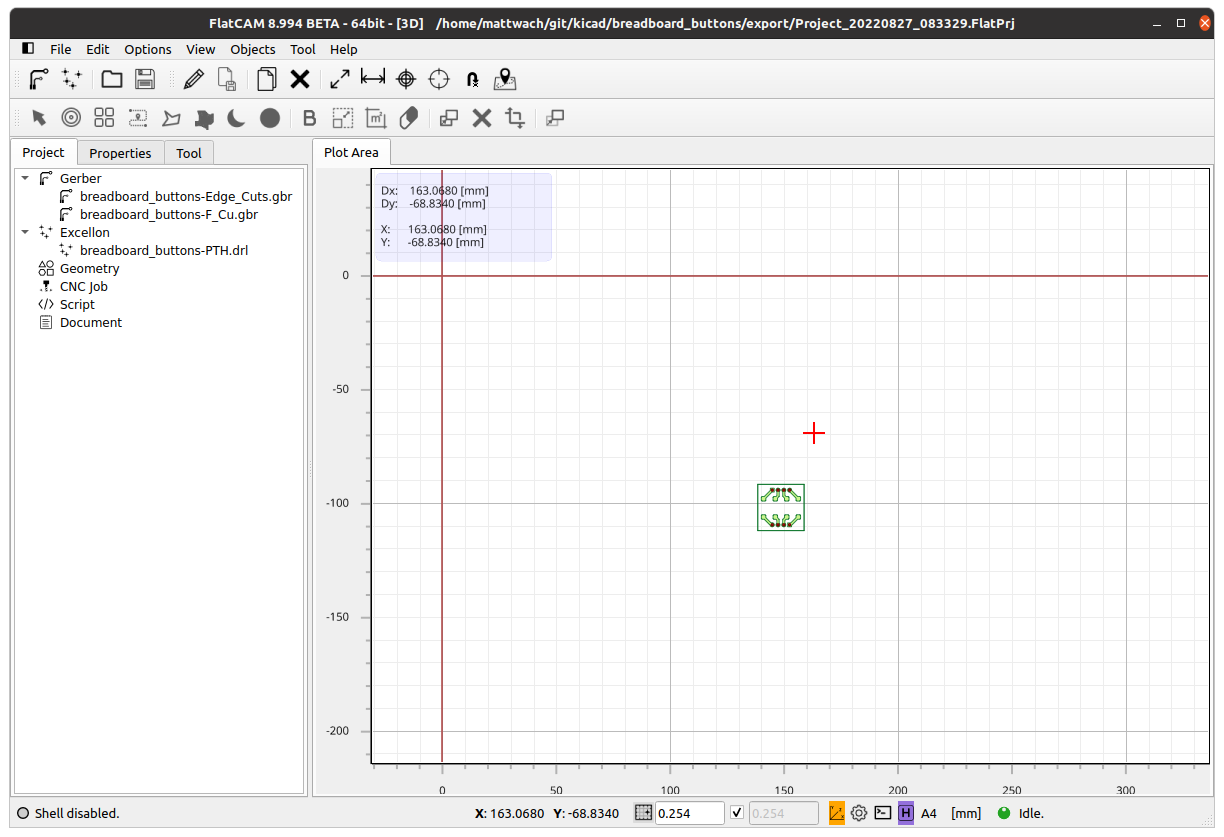 FlatCAM 8.994 BETA - 64bit - [3D] /home/mattwach/git/kicad/breadboard_buttons/export/Project_20220827_083329.FlatPrj
File Edit Options View Objects Tool Help
B m²
Project Properties Tool
Plot Area
Gerber
breadboard_buttons-Edge_Cuts.gbr
breadboard_buttons-F_Cu.gbr
Excellon
breadboard_buttons-PTH.drl
Geometry
CNC Job
Script
Document
Dx: 163.0680 [mm]
Dy: -68.8340 [mm]
X: 163.0680 [mm]
Y: -68.8340 [mm]
0
-50
-100
-150
-200
0 50 100 150 200 250 300
Shell disabled.
X: 163.0680 Y: -68.8340 0.254 0.254 H A4 [mm] Idle.